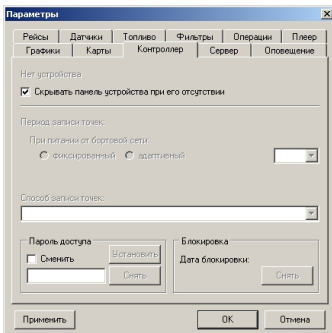 Параметры
Рейсы Датчики Топливо Фильтры Операции Плеер
Графики Карты Контроллер Сервер Оповещение
Нет устройства
Скрывать панель устройства при его отсутствии
Период записи точек:
При питании от бортовой сети:
фиксированный адаптивный
Способ записи точек:
Пароль доступа Блокировка
Сменить Установить Дата блокировки:
Снять Снять
Применить OK Отмена